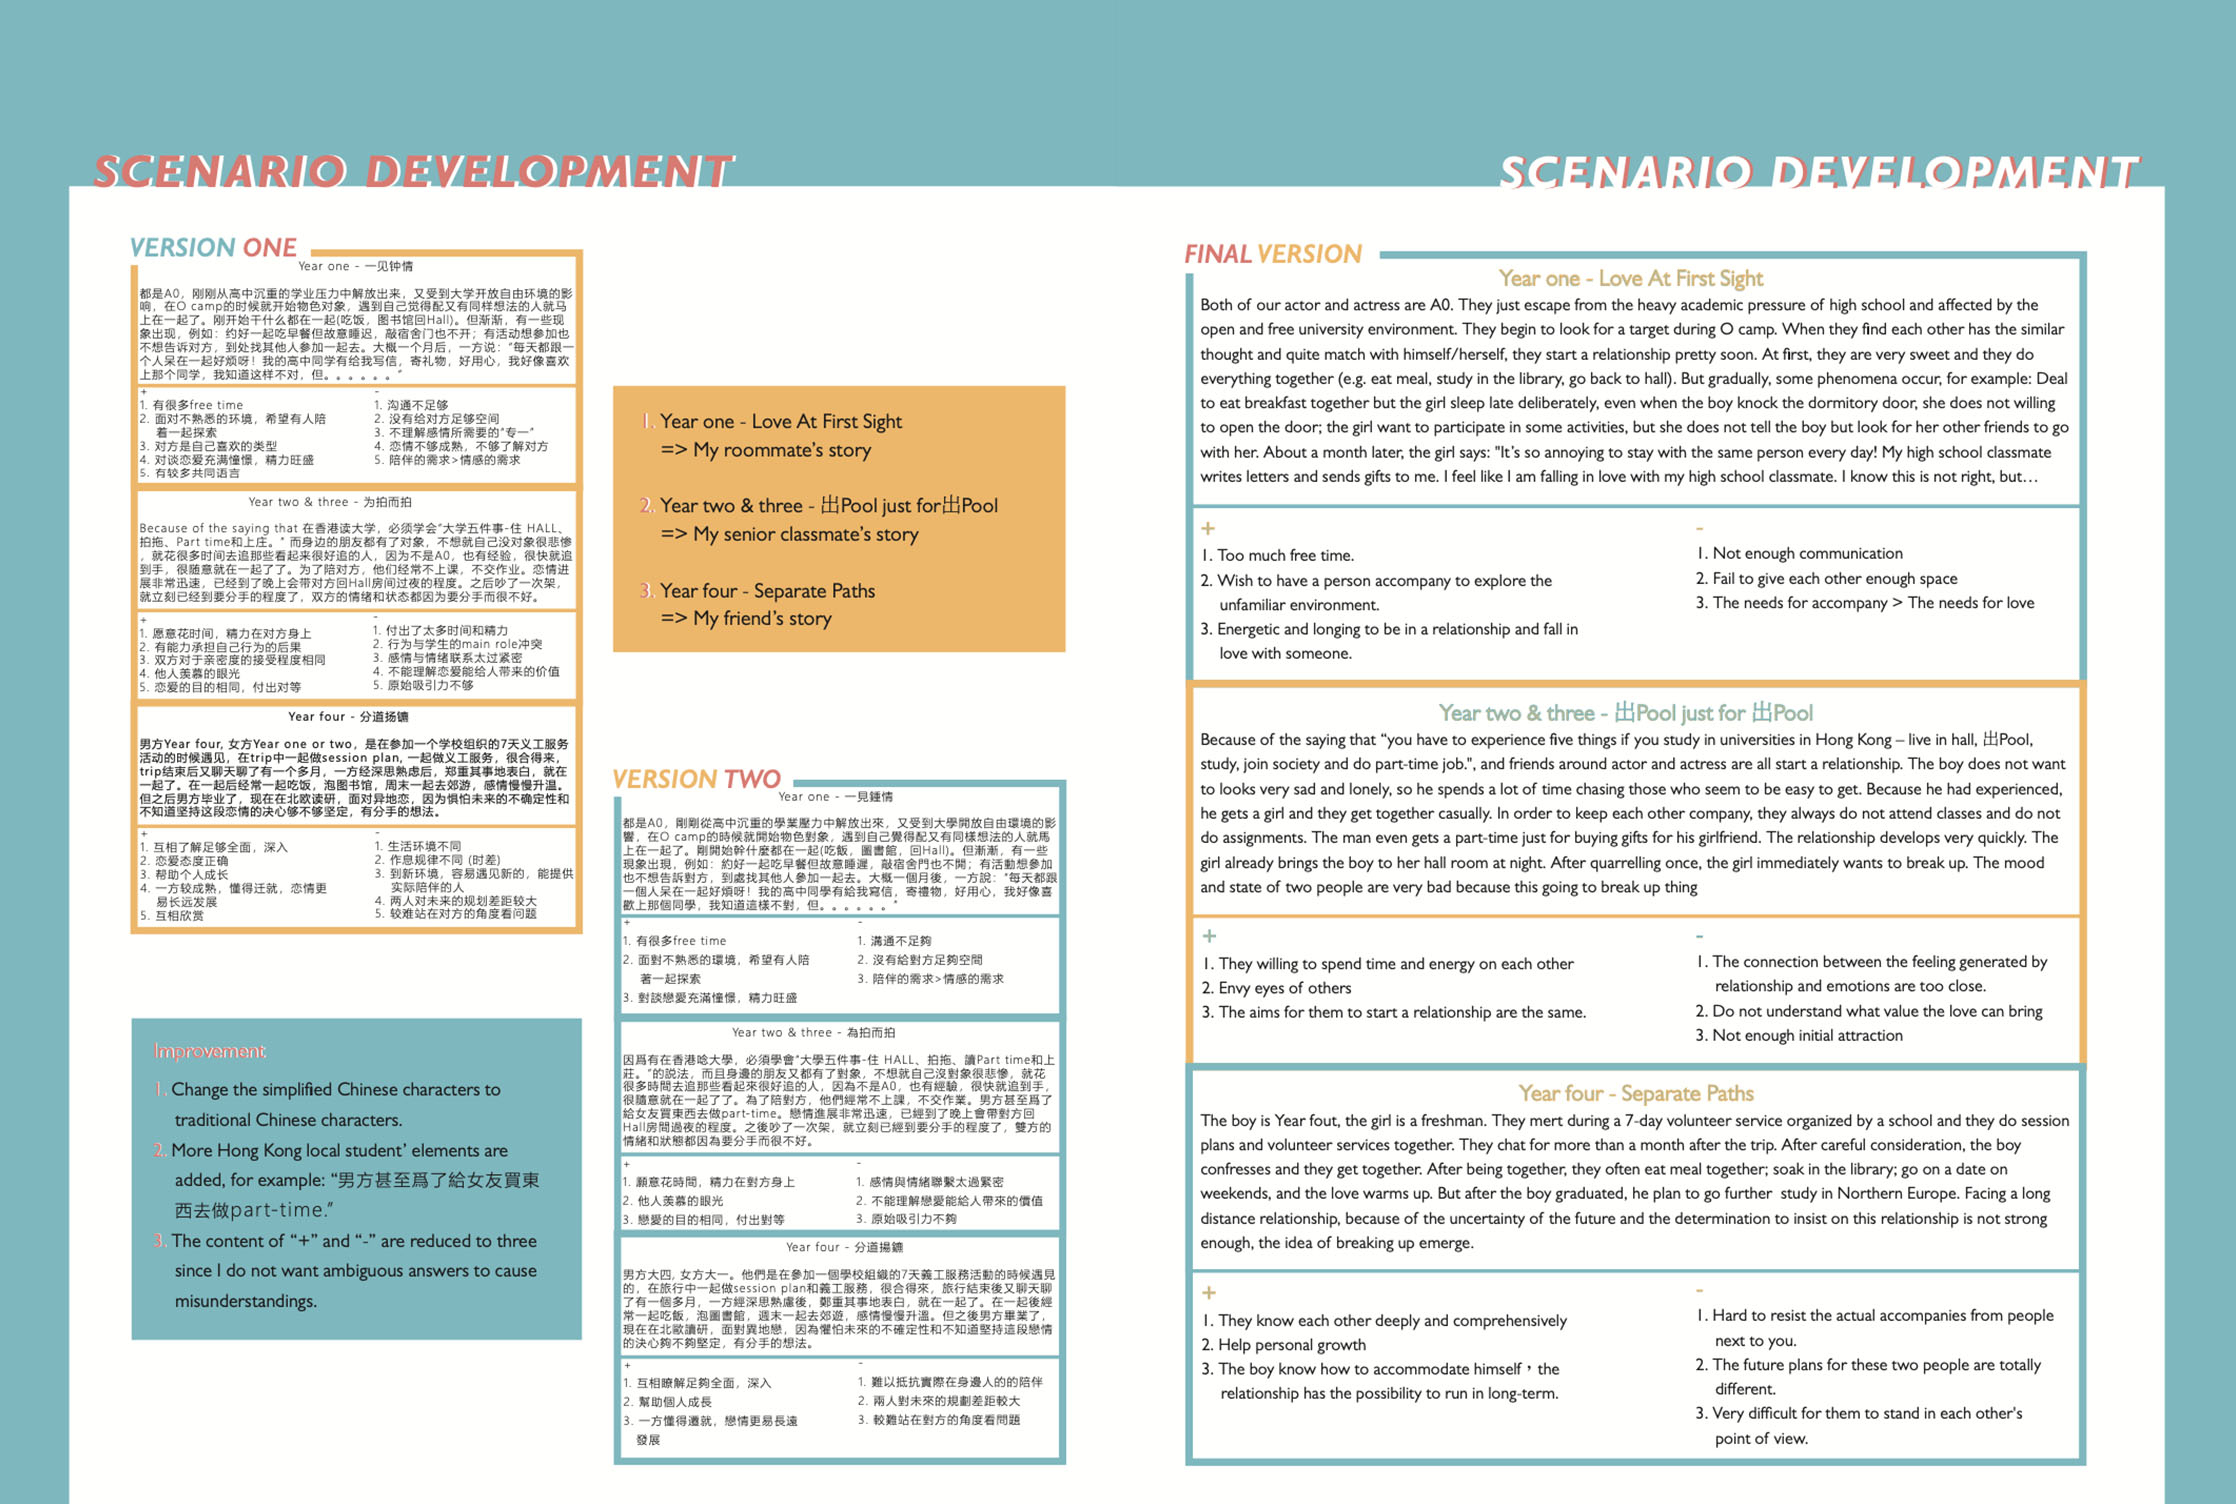 SCENARIO DEVELOPMENT
VERSION ONE
Year one - 一见钟情
都是A0，刚刚从高中沉重的学业压力中解放出来，又受到大学开放自由环境的影
响，在O camp的时候就开始物色对象，遇到自己觉得配又有同样想法的人就马
上在一起了。刚开始干什么都在一起(吃饭，图书馆回Hall)。但渐渐，有一些现
象出现，例如：约好一起吃早餐但故意睡迟，敲宿舍门也不开；有活动想参加也
不想告诉对方，到处找其他人参加一起去。大概一个月后，一方说：“每天都跟一
个人呆在一起好烦呀！我的高中同学有给我写信，寄礼物，好用心，我好像喜欢
上那个同学，我知道这样不对，但。。。。。。”
+
1. 有很多free time
2. 面对不熟悉的环境，希望有人陪
着一起探索
3. 对方是自己喜欢的类型
4. 对谈恋爱充满憧憬，精力旺盛
5. 有较多共同语言
-
1. 沟通不足够
2. 没有给对方足够空间
3. 不理解感情所需要的“专一”
4. 恋情不够成熟，不够了解对方
5. 陪伴的需求>情感的需求
Year two & three - 为拍而拍
Because of the saying that 在香港读大学，必须学会“大学五件事-住 HALL、
拍拖、Part time和上庄。” 而身边的朋友都有了对象，不想就自己没对象很悲惨
，就花很多时间去追那些看起来很好追的人，因为不是A0，也有经验，很快就追
到手，很随意就在一起了了。为了陪对方，他们经常不上课，不交作业。恋情进
展非常迅速，已经到了晚上会带对方回Hall房间过夜的程度。之后吵了一次架，
就立刻已经到要分手的程度了，双方的情绪和状态都因为要分手而很不好。
+
1. 愿意花时间，精力在对方身上
2. 有能力承担自己行为的后果
3. 双方对于亲密度的接受程度相同
4. 他人羡慕的眼光
5. 恋爱的目的相同，付出对等
-
1. 付出了太多时间和精力
2. 行为与学生的main role冲突
3. 感情与情绪联系太过紧密
4. 不能理解恋爱能给人带来的价值
5. 原始吸引力不够
Year four - 分道扬镳
男方Year four, 女方Year one or two，是在参加一个学校组织的7天义工服务
活动的时候遇见，在trip中一起做session plan, 一起做义工服务，很合得来，
trip结束后又聊天聊了有一个多月，一方经深思熟虑后，郑重其事地表白，就在
一起了。在一起后经常一起吃饭，泡图书馆，周末一起去郊游，感情慢慢升温。
但之后男方毕业了，现在在北欧读研，面对异地恋，因为惧怕未来的不确定性和
不知道坚持这段恋情的决心够不够坚定，有分手的想法。
+
1. 互相了解足够全面，深入
2. 恋爱态度正确
3. 帮助个人成长
4. 一方较成熟，懂得迁就，恋情更
易长远发展
5. 互相欣赏
-
1. 生活环境不同
2. 作息规律不同 (时差)
3. 到新环境，容易遇见新的，能提供
实际陪伴的人
4. 两人对未来的规划差距较大
5. 较难站在对方的角度看问题
Improvement:
1. Change the simplified Chinese characters to
traditional Chinese characters.
2. More Hong Kong local student’ elements are
added, for example: “男方甚至爲了給女友買東
西去做part-time.”
3. The content of “+” and “-” are reduced to three
since I do not want ambiguous answers to cause
misunderstandings.
1. Year one - Love At First Sight
=> My roommate’s story
2. Year two & three - 出Pool just for出Pool
=> My senior classmate’s story
3. Year four - Separate Paths
=> My friend’s story
VERSION TWO
Year one - 一見鍾情
都是A0，剛剛從高中沉重的學業壓力中解放出來，又受到大學開放自由環境的影
響，在O camp的時候就開始物色對象，遇到自己覺得配又有同樣想法的人就馬
上在一起了。剛開始幹什麼都在一起(吃飯，圖書館，回Hall)。但漸漸，有一些
現象出現，例如：約好一起吃早餐但故意睡遲，敲宿舍門也不開；有活動想參加
也不想告訴對方，到處找其他人參加一起去。大概一個月後，一方說：“每天都跟
一個人呆在一起好煩呀！我的高中同學有給我寫信，寄禮物，好用心，我好像喜
歡上那個同學，我知道這樣不對，但。。。。。。”
+
1. 有很多free time
2. 面對不熟悉的環境，希望有人陪
著一起探索
3. 對談戀愛充滿憧憬，精力旺盛
-
1. 溝通不足夠
2. 沒有給對方足夠空間
3. 陪伴的需求>情感的需求
Year two & three - 為拍而拍
因爲有在香港唸大學，必須學會“大學五件事-住 HALL、拍拖、讀Part time和上
莊。”的説法，而且身邊的朋友又都有了對象，不想就自己沒對象很悲慘，就花
很多時間去追那些看起來很好追的人，因為不是A0，也有經驗，很快就追到手，
很隨意就在一起了了。為了陪對方，他們經常不上課，不交作業。男方甚至爲了
給女友買東西去做part-time。戀情進展非常迅速，已經到了晚上會帶對方回
Hall房間過夜的程度。之後吵了一次架，就立刻已經到要分手的程度了，雙方的
情緒和狀態都因為要分手而很不好。
+
1. 願意花時間，精力在對方身上
2. 他人羡慕的眼光
3. 戀愛的目的相同，付出對等
-
1. 感情與情緒聯繫太過緊密
2. 不能理解戀愛能給人帶來的價值
3. 原始吸引力不夠
Year four - 分道揚鑣
男方大四, 女方大一。他們是在參加一個學校組織的7天義工服務活動的時候遇見
的，在旅行中一起做session plan和義工服務，很合得來，旅行結束後又聊天聊
了有一個多月，一方經深思熟慮後，鄭重其事地表白，就在一起了。在一起後經
常一起吃飯，泡圖書館，週末一起去郊遊，感情慢慢升溫。但之後男方畢業了，
現在在北歐讀研，面對異地戀，因為懼怕未來的不確定性和不知道堅持這段戀情
的決心夠不夠堅定，有分手的想法。
+
1. 互相瞭解足夠全面，深入
2. 幫助個人成長
3. 一方懂得遷就，戀情更易長遠
發展
-
1. 難以抵抗實際在身邊人的的陪伴
2. 兩人對未來的規劃差距較大
3. 較難站在對方的角度看問題
SCENARIO DEVELOPMENT
FINAL VERSION
Year one - Love At First Sight
Both of our actor and actress are A0. They just escape from the heavy academic pressure of high school and affected by the
open and free university environment. They begin to look for a target during O camp. When they find each other has the similar
thought and quite match with himself/herself, they start a relationship pretty soon. At first, they are very sweet and they do
everything together (e.g. eat meal, study in the library, go back to hall). But gradually, some phenomena occur, for example: Deal
to eat breakfast together but the girl sleep late deliberately, even when the boy knock the dormitory door, she does not willing
to open the door; the girl want to participate in some activities, but she does not tell the boy but look for her other friends to go
with her. About a month later, the girl says: "It’s so annoying to stay with the same person every day! My high school classmate
writes letters and sends gifts to me. I feel like I am falling in love with my high school classmate. I know this is not right, but…
+
1. Too much free time.
2. Wish to have a person accompany to explore the
unfamiliar environment.
3. Energetic and longing to be in a relationship and fall in
love with someone.
-
1. Not enough communication
2. Fail to give each other enough space
3. The needs for accompany > The needs for love
Year two & three - 出Pool just for 出Pool
Because of the saying that “you have to experience five things if you study in universities in Hong Kong – live in hall, 出Pool,
study, join society and do part-time job.", and friends around actor and actress are all start a relationship. The boy does not want
to looks very sad and lonely, so he spends a lot of time chasing those who seem to be easy to get. Because he had experienced,
he gets a girl and they get together casually. In order to keep each other company, they always do not attend classes and do not
do assignments. The man even gets a part-time just for buying gifts for his girlfriend. The relationship develops very quickly. The
girl already brings the boy to her hall room at night. After quarrelling once, the girl immediately wants to break up. The mood
and state of two people are very bad because this going to break up thing
+
1. They willing to spend time and energy on each other
2. Envy eyes of others
3. The aims for them to start a relationship are the same.
-
1. The connection between the feeling generated by
relationship and emotions are too close.
2. Do not understand what value the love can bring
3. Not enough initial attraction
Year four - Separate Paths
The boy is Year fout, the girl is a freshman. They mert during a 7-day volunteer service organized by a school and they do session
plans and volunteer services together. They chat for more than a month after the trip. After careful consideration, the boy
confresses and they get together. After being together, they often eat meal together; soak in the library; go on a date on
weekends, and the love warms up. But after the boy graduated, he plan to go further study in Northern Europe. Facing a long
distance relationship, because of the uncertainty of the future and the determination to insist on this relationship is not strong
enough, the idea of breaking up emerge.
+
1. They know each other deeply and comprehensively
2. Help personal growth
3. The boy know how to accommodate himself，the
relationship has the possibility to run in long-term.
-
1. Hard to resist the actual accompanies from people
next to you.
2. The future plans for these two people are totally
different.
3. Very difficult for them to stand in each other's
point of view.